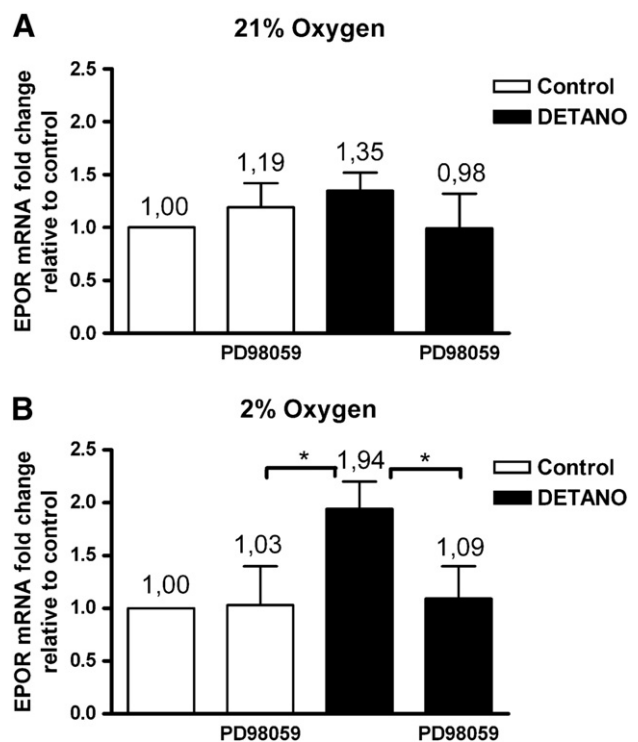 A
21% Oxygen
EPOR mRNA fold change
relative to control
2.5
2.0
1.5
1.0
0.5
0.0
1,00
1,19
1,35
0,98
PD98059
PD98059
Control
DETANO
B
2% Oxygen
EPOR mRNA fold change
relative to control
2.5
2.0
1.5
1.0
0.5
0.0
1,00
1,03
*
1,94
*
1,09
PD98059
PD98059
Control
DETANO